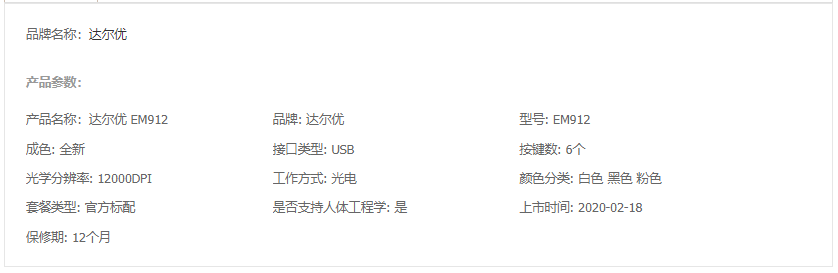 品牌名称：达尔优
产品参数：
产品名称：达尔优 EM912 品牌: 达尔优 型号: EM912
成色: 全新 接口类型: USB 按键数: 6个
光学分辨率: 12000DPI 工作方式: 光电 颜色分类: 白色 黑色 粉色
套餐类型: 官方标配 是否支持人体工程学: 是 上市时间: 2020-02-18
保修期: 12个月